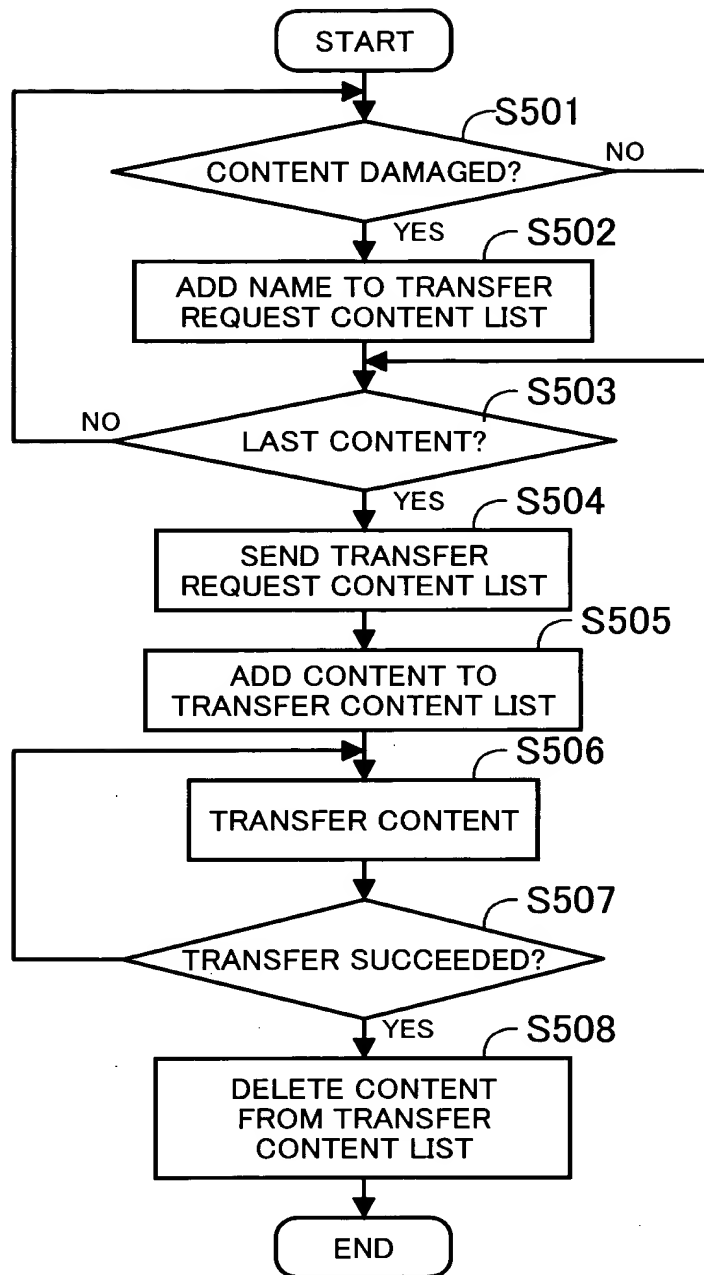 START
S501
CONTENT DAMAGED?
NO
YES
S502
ADD NAME TO TRANSFER
REQUEST CONTENT LIST
S503
NO
LAST CONTENT?
YES
S504
SEND TRANSFER
REQUEST CONTENT LIST
S505
ADD CONTENT TO
TRANSFER CONTENT LIST
S506
TRANSFER CONTENT
S507
TRANSFER SUCCEEDED?
YES
S508
DELETE CONTENT
FROM TRANSFER
CONTENT LIST
END